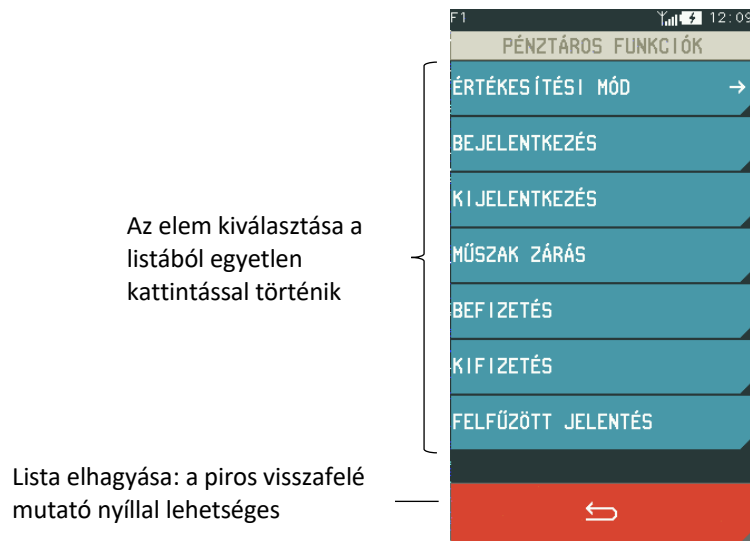 F1 12:09
PÉNZTÁROS FUNKCIÓK
ÉRTÉKESÍTÉSI MÓD →
BEJELENTKEZÉS
KIJELENTKEZÉS
MŰSZAK ZÁRÁS
BEFIZETÉS
KIFIZETÉS
FELFŰZÖTT JELENTÉS
Az elem kiválasztása a
listából egyetlen
kattintással történik
Lista elhagyása: a piros visszafelé
mutató nyíllal lehetséges